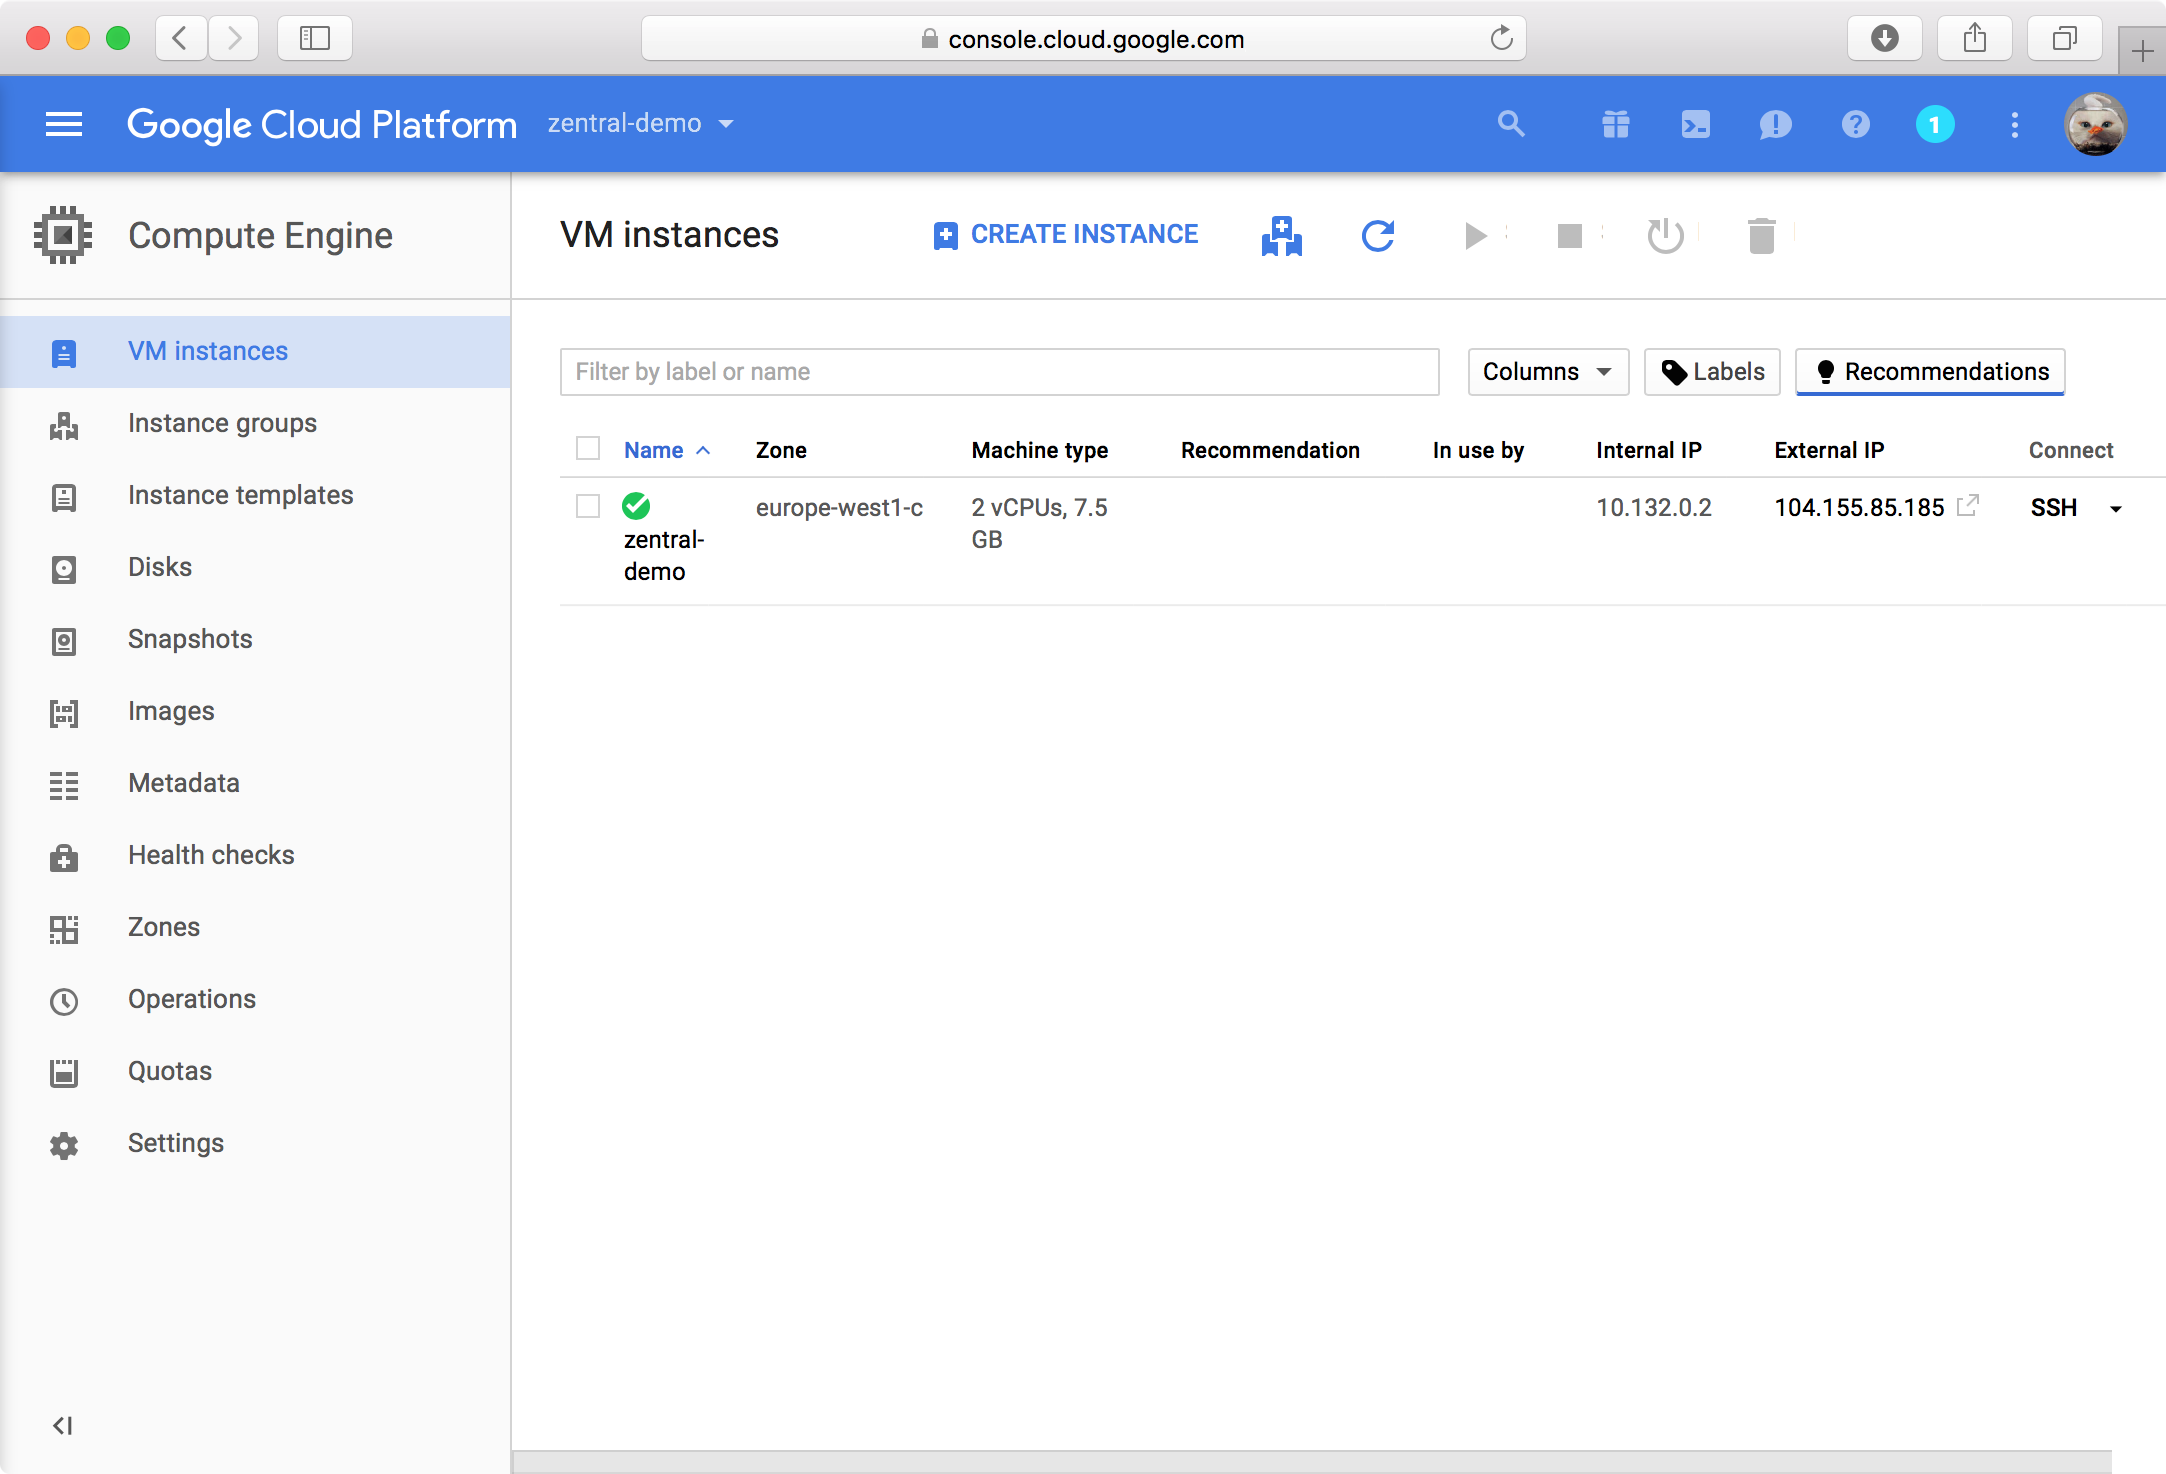 console.cloud.google.com
Google Cloud Platform zentral-demo
1
Compute Engine
VM instances
CREATE INSTANCE
VM instances
Instance groups
Instance templates
Disks
Snapshots
Images
Metadata
Health checks
Zones
Operations
Quotas
Settings
Filter by label or name
Columns
Labels
Recommendations
Name Zone Machine type Recommendation In use by Internal IP External IP Connect
europe-west1-c 2 vCPUs, 7.5 10.132.0.2 104.155.85.185 SSH
zentral- GB
demo